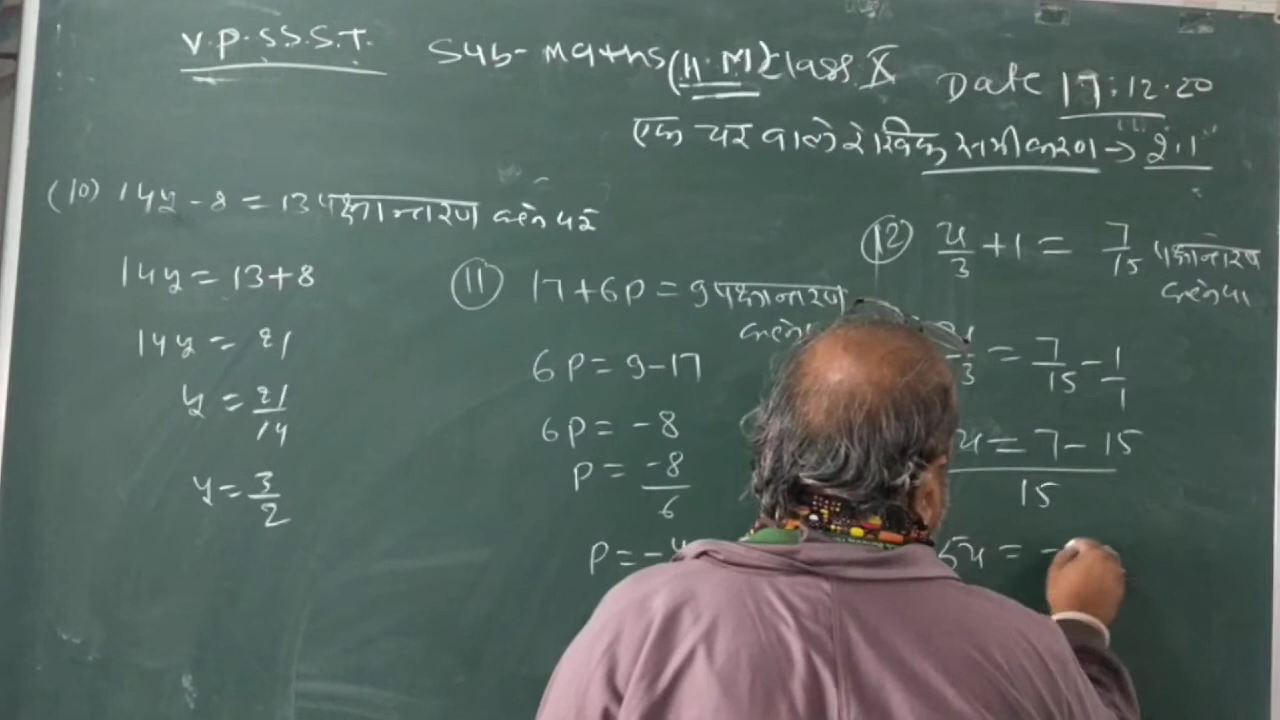 V.P.S.S.S.T.
Sub- Maths (H.M) Class X
Date 17:12.20
एक चर वाले रेखिक समीकरण → 2.1
(10) 14y - 8 = 13 पक्षान्तरण करने पर
14y = 13+8
14y = 21
y = 21/14
y = 3/2
(11) 17+6P = 9 पक्षान्तरण
6P = 9-17
6P = -8
P = -8/6
P = -4
(12) x/3 + 1 = 7/15 पक्षान्तरण
3 = 7/15 - 1/1
x = 7 - 15
15
5x = -